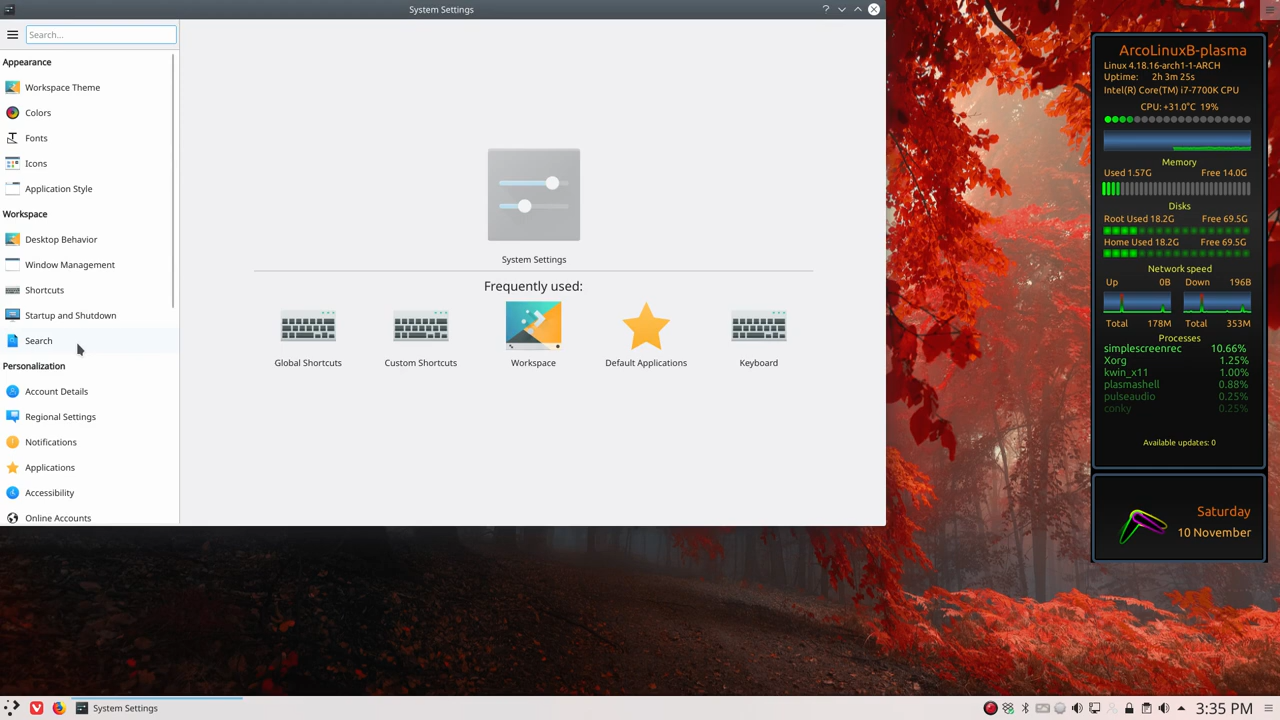 System Settings
Search...
Appearance
Workspace Theme
Colors
Fonts
Icons
Application Style
Workspace
Desktop Behavior
Window Management
Shortcuts
Startup and Shutdown
Search
Personalization
Account Details
Regional Settings
Notifications
Applications
Accessibility
Online Accounts
System Settings
Frequently used:
Global Shortcuts
Custom Shortcuts
Workspace
Default Applications
Keyboard
ArcoLinuxB-plasma
Linux 4.18.16-arch1-1-ARCH
Uptime: 2h 3m 25s
Intel(R) Core(TM) i7-7700K CPU
CPU: +31.0°C 19%
Memory
Used 1.57G Free 14.0G
Disks
Root Used 18.2G Free 69.5G
Home Used 18.2G Free 69.5G
Network speed
Up 0B Down 196B
Total 178M Total 353M
Processes
simplescreenrec 10.66%
Xorg 1.25%
kwin_x11 1.00%
plasmashell 0.88%
pulseaudio 0.25%
conky 0.25%
Available updates: 0
Saturday
10 November
System Settings
3:35 PM